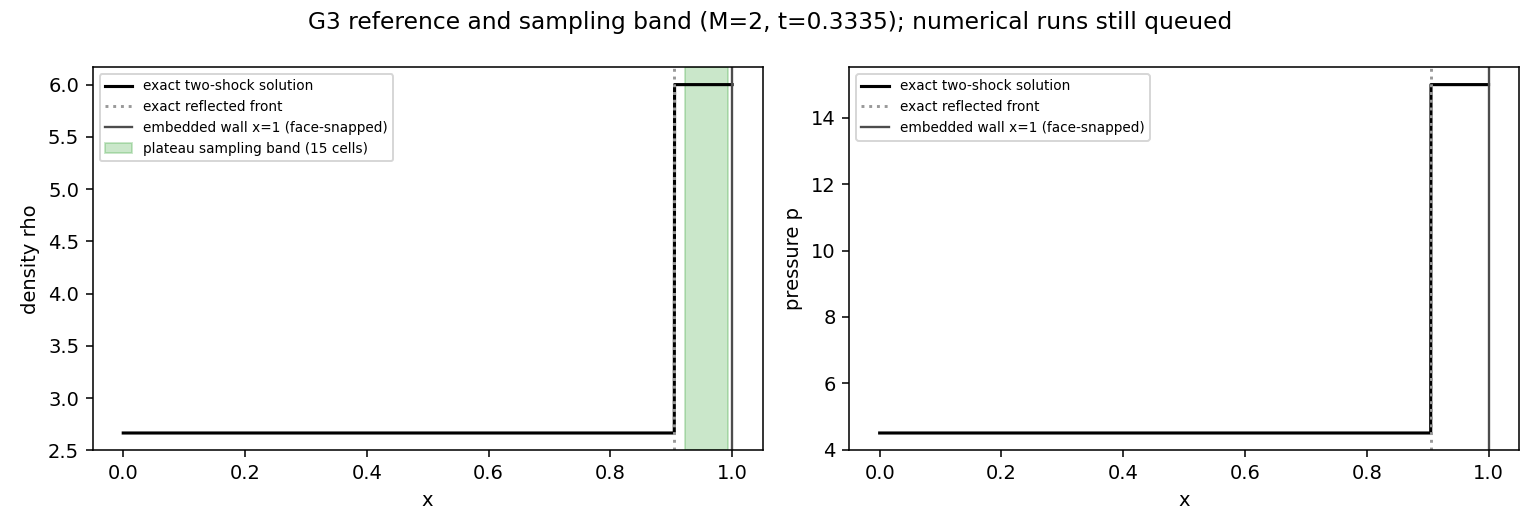 G3 reference and sampling band (M=2, t=0.3335); numerical runs still queued
exact two-shock solution
exact reflected front
embedded wall x=1 (face-snapped)
plateau sampling band (15 cells)
density rho
6.0
5.5
5.0
4.5
4.0
3.5
3.0
2.5
0.0 0.2 0.4 0.6 0.8 1.0
x
exact two-shock solution
exact reflected front
embedded wall x=1 (face-snapped)
pressure p
14
12
10
8
6
4
0.0 0.2 0.4 0.6 0.8 1.0
x